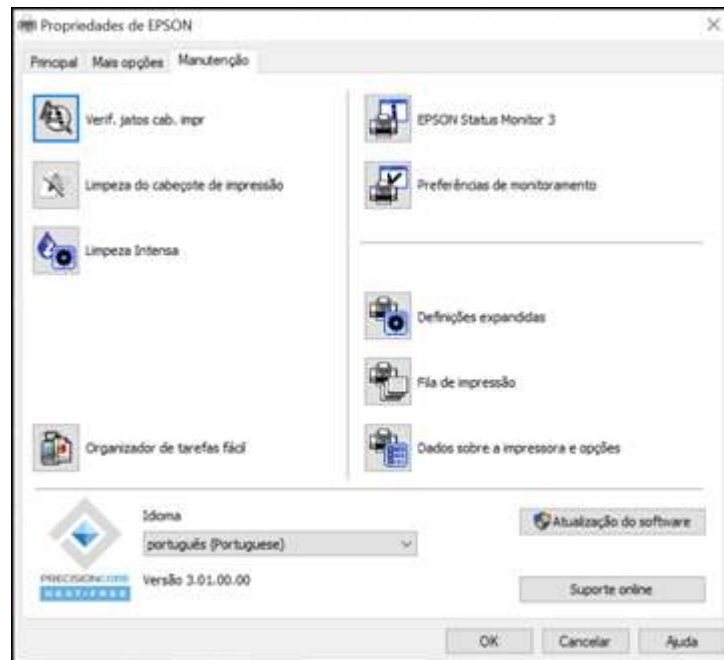 Propriedades de EPSON
Principal
Mais opções
Manutenção
Verif. jatos cab. impr
Limpeza do cabeçote de impressão
Limpeza Intensa
Organizador de tarefas fácil
EPSON Status Monitor 3
Preferências de monitoramento
Definições expandidas
Fila de impressão
Dados sobre a impressora e opções
Idioma
português (Portuguese)
Versão 3.01.00.00
PRECISIONCORE
HEAT-FREE
Atualização do software
Suporte online
OK
Cancelar
Ajuda